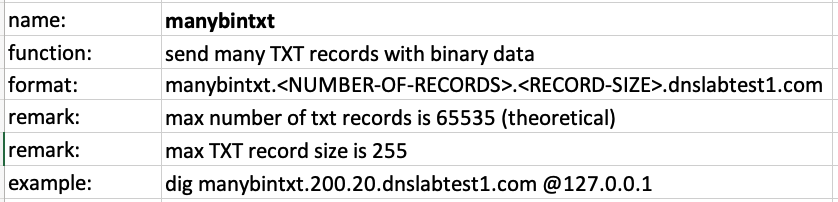 name: manybintxt
function: send many TXT records with binary data
format: manybintxt.<NUMBER-OF-RECORDS>.<RECORD-SIZE>.dnslabtest1.com
remark: max number of txt records is 65535 (theoretical)
remark: max TXT record size is 255
example: dig manybintxt.200.20.dnslabtest1.com @127.0.0.1